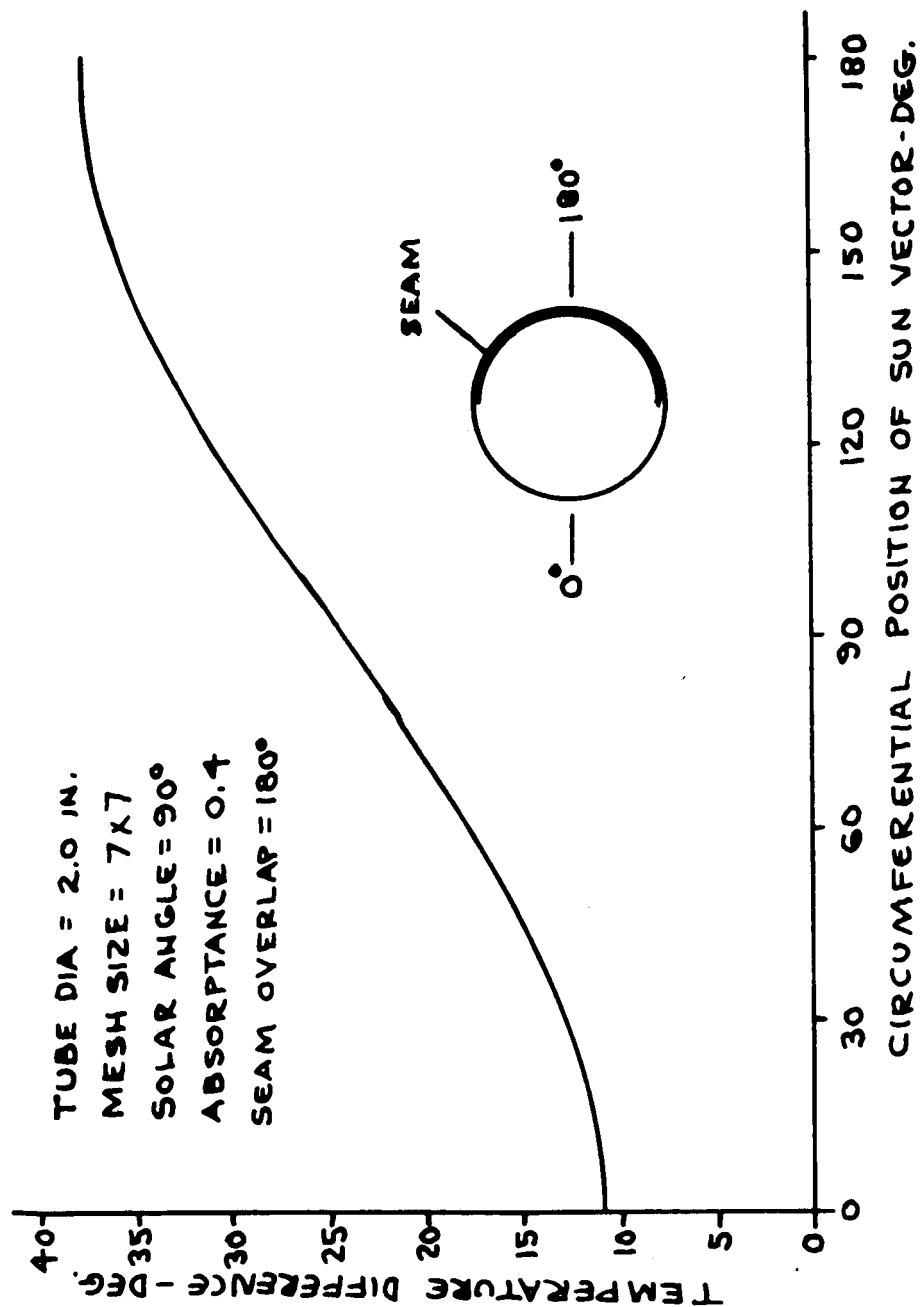 TUBE DIA = 2.0 IN.
MESH SIZE = 7X7
SOLAR ANGLE = 90°
ABSORPTANCE = 0.4
SEAM OVERLAP = 180°
SEAM
0°
180°
TEMPERATURE DIFFERENCE - DEG.
40
35
30
25
20
15
10
5
0
0
30
60
90
120
150
180
CIRCUMFERENTIAL POSITION OF SUN VECTOR - DEG.